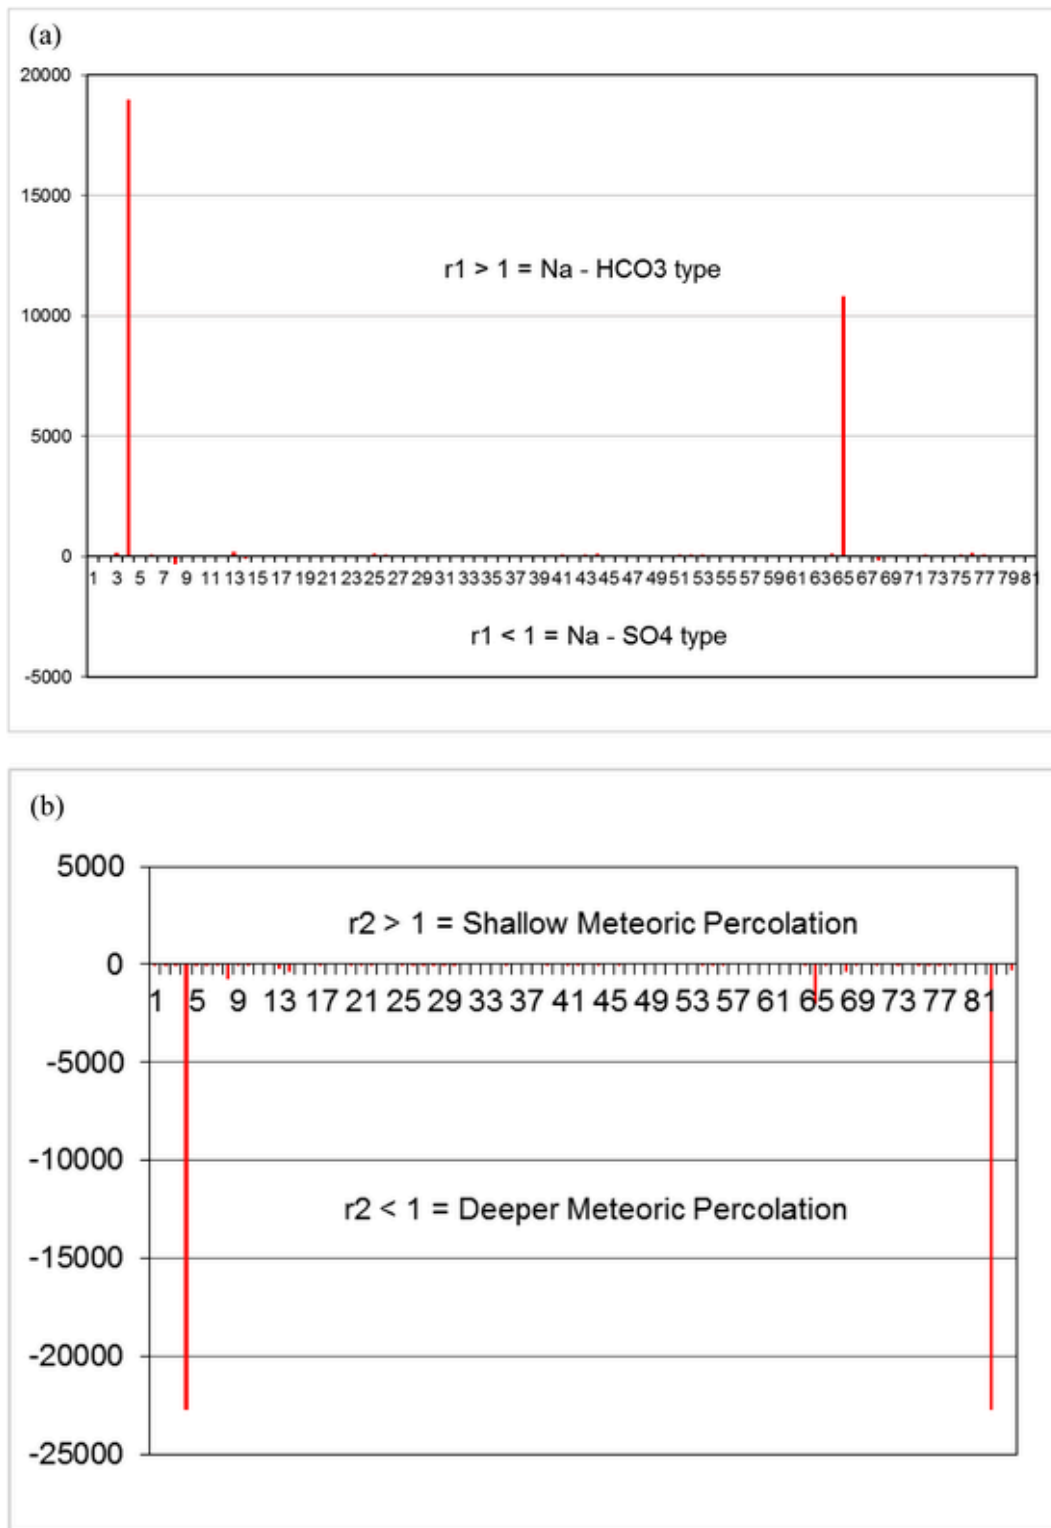 (a)
20000
15000
r1 > 1 = Na - HCO3 type
10000
5000
0
1 3 5 7 9 11 13 15 17 19 21 23 25 27 29 31 33 35 37 39 41 43 45 47 49 51 53 55 57 59 61 63 65 67 69 71 73 75 77 79 81
r1 < 1 = Na - SO4 type
-5000
(b)
5000
r2 > 1 = Shallow Meteoric Percolation
0
1 5 9 13 17 21 25 29 33 37 41 45 49 53 57 61 65 69 73 77 81
-5000
-10000
r2 < 1 = Deeper Meteoric Percolation
-15000
-20000
-25000